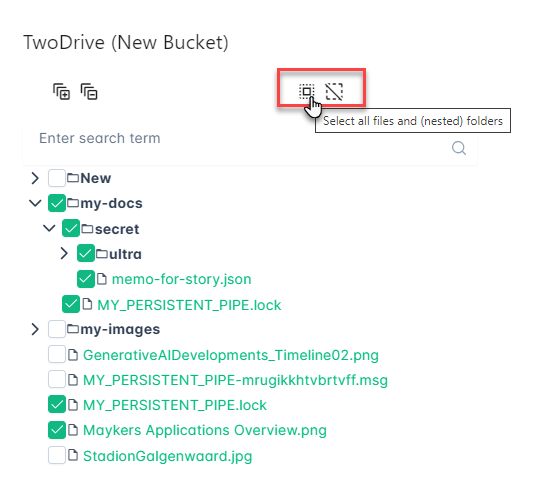 TwoDrive (New Bucket)
Select all files and (nested) folders
Enter search term
New
my-docs
secret
ultra
memo-for-story.json
MY_PERSISTENT_PIPE.lock
my-images
GenerativeAIDevelopments_Timeline02.png
MY_PERSISTENT_PIPE-mrugikkhtvbrtvff.msg
MY_PERSISTENT_PIPE.lock
Maykers Applications Overview.png
StadionGalgenwaard.jpg